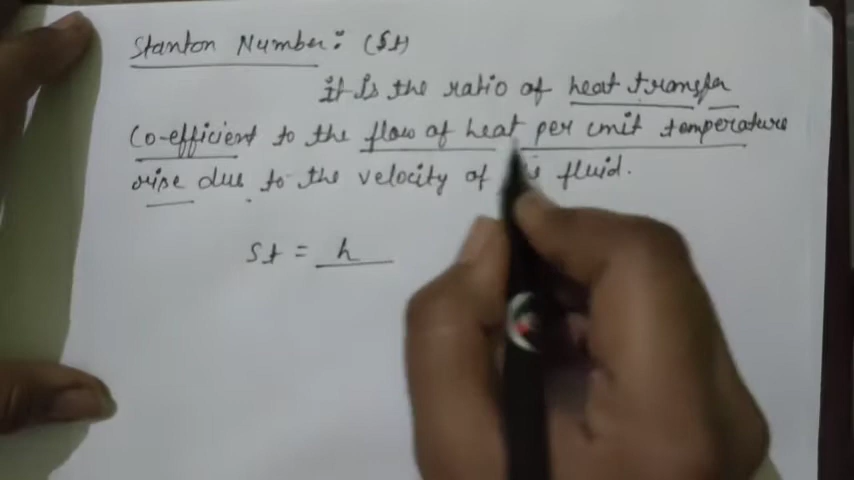 Stanton Number: (St)
it is the ratio of heat transfer
co-efficient to the flow of heat per unit temperature
rise due to the velocity of fluid.
St = h